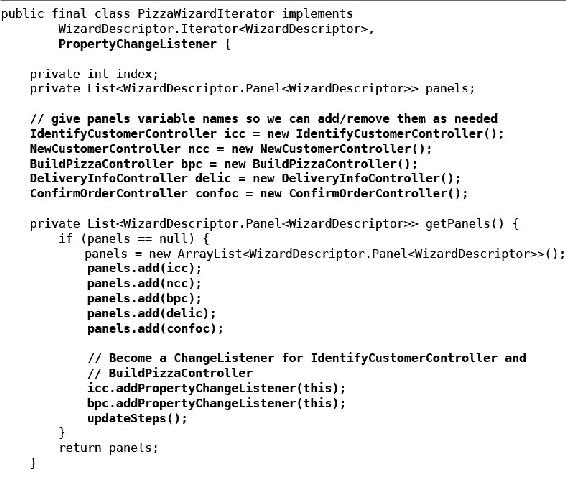 public final class PizzaWizardIterator implements
        WizardDescriptor.Iterator<WizardDescriptor>,
        PropertyChangeListener {

    private int index;
    private List<WizardDescriptor.Panel<WizardDescriptor>> panels;

    // give panels variable names so we can add/remove them as needed
    IdentifyCustomerController icc = new IdentifyCustomerController();
    NewCustomerController ncc = new NewCustomerController();
    BuildPizzaController bpc = new BuildPizzaController();
    DeliveryInfoController delic = new DeliveryInfoController();
    ConfirmOrderController confoc = new ConfirmOrderController();

    private List<WizardDescriptor.Panel<WizardDescriptor>> getPanels() {
        if (panels == null) {
            panels = new ArrayList<WizardDescriptor.Panel<WizardDescriptor>>();
            panels.add(icc);
            panels.add(ncc);
            panels.add(bpc);
            panels.add(delic);
            panels.add(confoc);

            // Become a ChangeListener for IdentifyCustomerController and
            // BuildPizzaController
            icc.addPropertyChangeListener(this);
            bpc.addPropertyChangeListener(this);
            updateSteps();
        }
        return panels;
    }